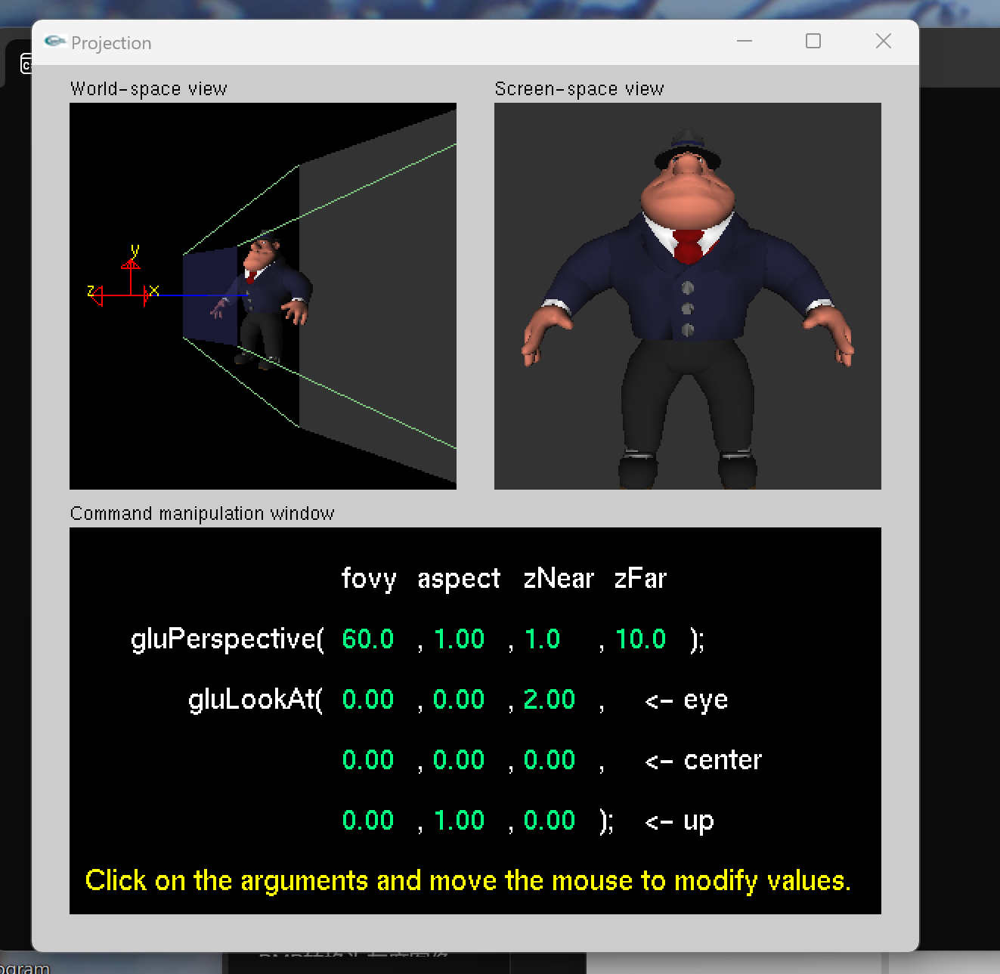 Projection
World-space view
Screen-space view
y
z
x
Command manipulation window
fovy aspect zNear zFar
gluPerspective( 60.0 , 1.00 , 1.0 , 10.0 );
gluLookAt( 0.00 , 0.00 , 2.00 , <- eye
0.00 , 0.00 , 0.00 , <- center
0.00 , 1.00 , 0.00 ); <- up
Click on the arguments and move the mouse to modify values.
ogram